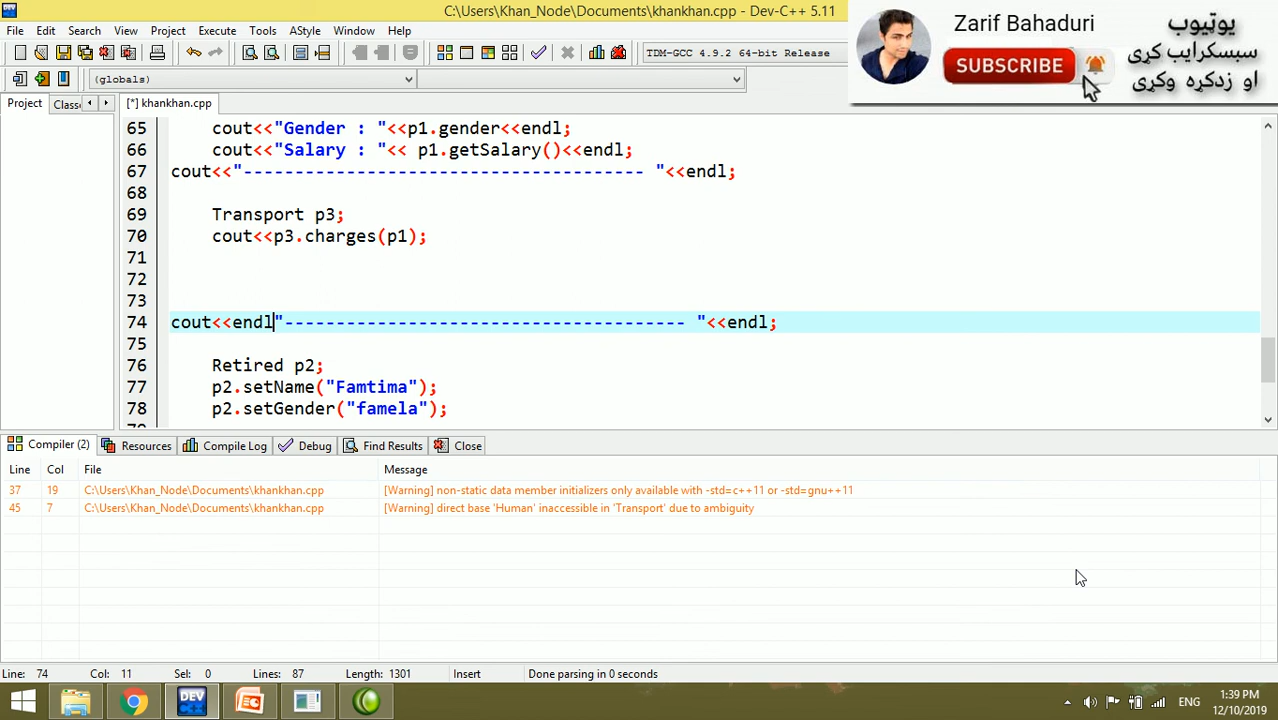 C:\Users\Khan_Node\Documents\khankhan.cpp - Dev-C++ 5.11
File Edit Search View Project Execute Tools AStyle Window Help
TDM-GCC 4.9.2 64-bit Release
(globals)
Zarif Bahaduri
SUBSCRIBE
يوټيوب
سبسکرايب کړی
او زدکړه وکړی
Project Classe [*] khankhan.cpp
65 cout<<"Gender : "<<p1.gender<<endl;
66 cout<<"Salary : "<< p1.getSalary()<<endl;
67 cout<<"--------------------------------------- "<<endl;
68
69 Transport p3;
70 cout<<p3.charges(p1);
71
72
73
74 cout<<endl"--------------------------------------- "<<endl;
75
76 Retired p2;
77 p2.setName("Famtima");
78 p2.setGender("famela");
Compiler (2) Resources Compile Log Debug Find Results Close
Line Col File Message
37 19 C:\Users\Khan_Node\Documents\khankhan.cpp [Warning] non-static data member initializers only available with -std=c++11 or -std=gnu++11
45 7 C:\Users\Khan_Node\Documents\khankhan.cpp [Warning] direct base 'Human' inaccessible in 'Transport' due to ambiguity
Line: 74 Col: 11 Sel: 0 Lines: 87 Length: 1301 Insert Done parsing in 0 seconds
DEV C++
ENG
1:39 PM
12/10/2019